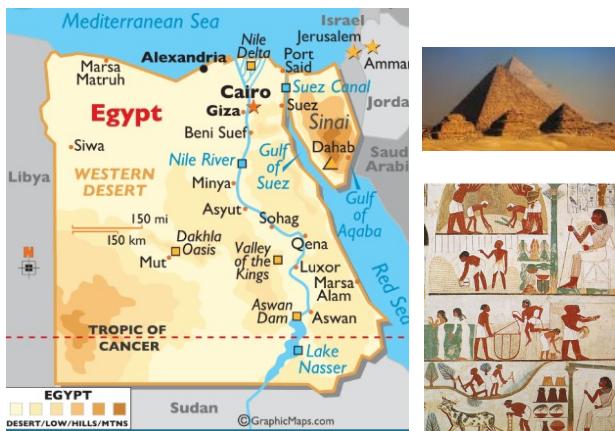 Mediterranean Sea
Israel
Jerusalem
Nile
Delta
Alexandria
Port
Said
Amman
Marsa
Matruh
Cairo
Suez Canal
Jorda
Egypt
Giza
Suez
Sinai
Beni Suef
Siwa
Dahab
Saudi
Arabi
Nile River
Gulf
of
Suez
WESTERN
DESERT
Libya
Minya
Gulf
of
Aqaba
Asyut
150 mi
150 km
Sohag
N
Dakhla
Oasis
Mut
Valley
of the
Kings
Qena
Luxor
Red Sea
Marsa
Alam
Aswan
Dam
Aswan
TROPIC OF
CANCER
Lake
Nasser
EGYPT
DESERT/LOW/HILLS/MTNS
Sudan
©GraphicMaps.com